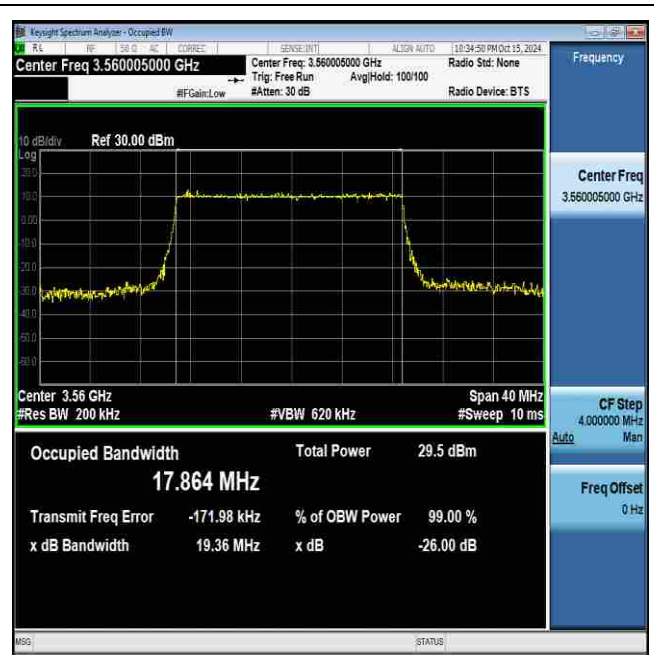 Keysight Spectrum Analyzer - Occupied BW
RL RF 50 Ω AC CORREC SENSE:INT ALIGN AUTO 10:34:50 PM Oct 15, 2024
Center Freq 3.560005000 GHz
Center Freq: 3.560005000 GHz
Radio Std: None
Trig: Free Run Avg|Hold: 100/100
#IFGain:Low #Atten: 30 dB Radio Device: BTS
10 dB/div Ref 30.00 dBm
Log
20.0
10.0
0.00
-10.0
-20.0
-30.0
-40.0
-50.0
-60.0
Center 3.56 GHz Span 40 MHz
#Res BW 200 kHz #VBW 620 kHz #Sweep 10 ms
Occupied Bandwidth Total Power 29.5 dBm
17.864 MHz
Transmit Freq Error -171.98 kHz % of OBW Power 99.00 %
x dB Bandwidth 19.36 MHz x dB -26.00 dB
MSG STATUS
Frequency
Center Freq
3.560005000 GHz
CF Step
4.000000 MHz
Auto Man
Freq Offset
0 Hz